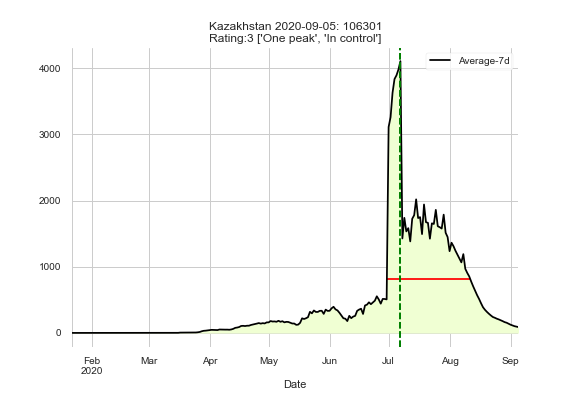 Kazakhstan 2020-09-05: 106301
Rating:3 ['One peak', 'In control']
Average-7d
4000
3000
2000
1000
0
Feb Mar Apr May Jun Jul Aug Sep
2020
Date